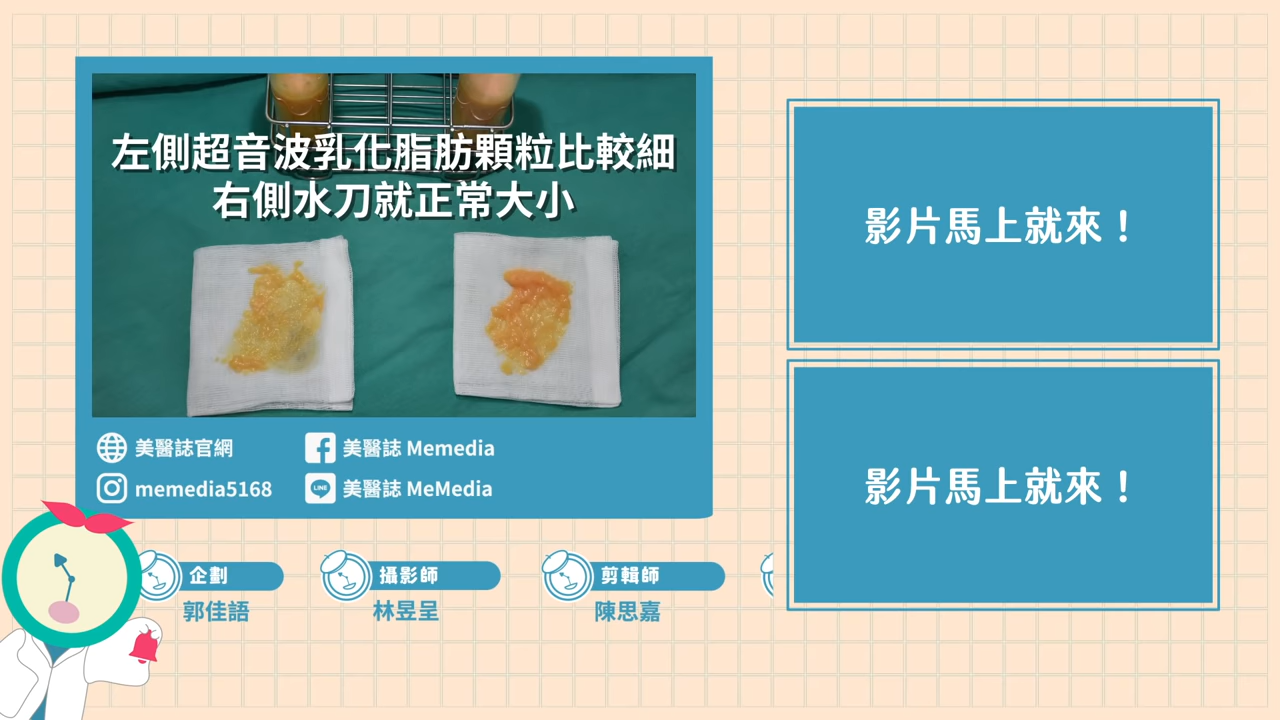 左側超音波乳化脂肪顆粒比較細
右側水刀就正常大小
美醫誌官網
美醫誌 Memedia
memedia5168
LINE
美醫誌 MeMedia
企劃
郭佳語
攝影師
林昱呈
剪輯師
陳思嘉
影片馬上就來！
影片馬上就來！